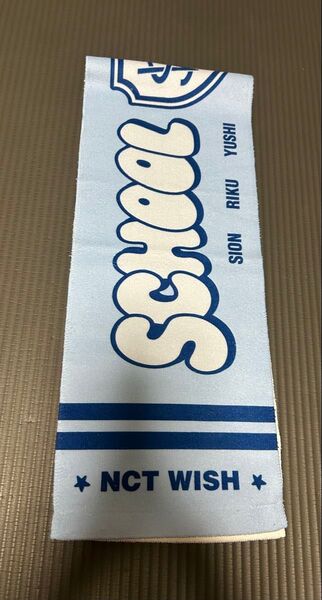 SCHOOL
SION RIKU YUSHI
★ NCT WISH ★